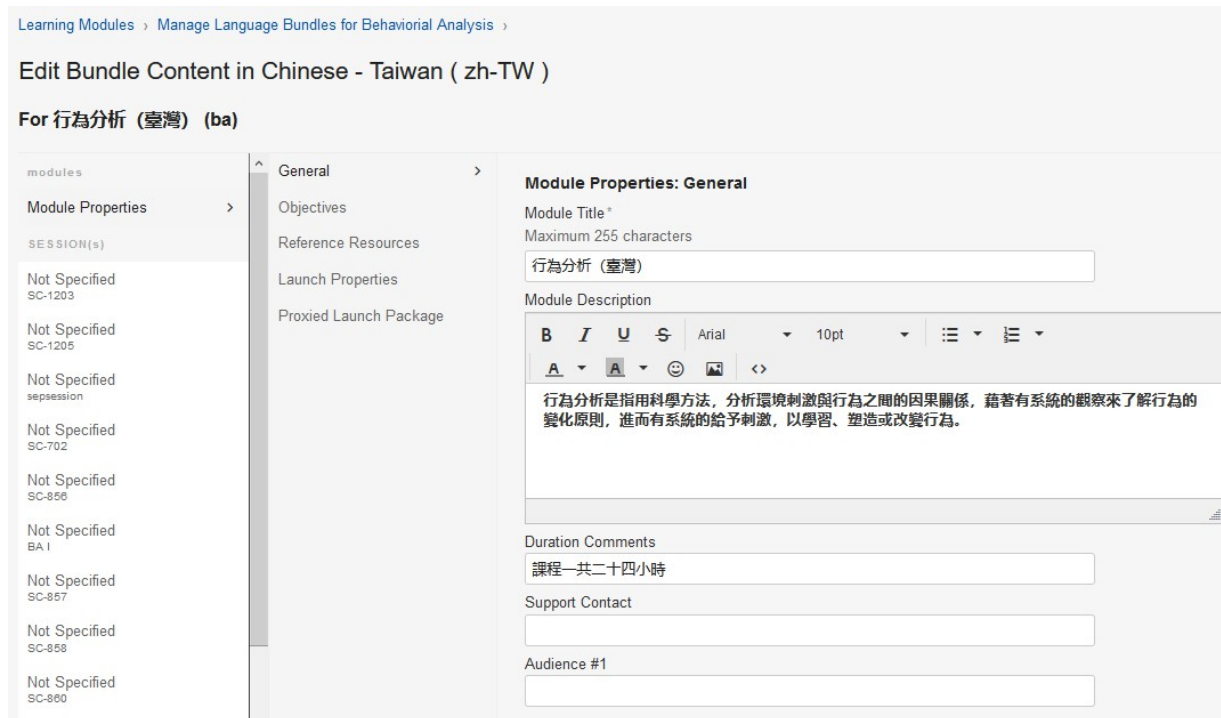 Learning Modules › Manage Language Bundles for Behaviorial Analysis ›
Edit Bundle Content in Chinese - Taiwan ( zh-TW )
For 行為分析（臺灣） (ba)
modules
Module Properties
SESSION(s)
Not Specified
SC-1203
Not Specified
SC-1205
Not Specified
sepsession
Not Specified
SC-702
Not Specified
SC-856
Not Specified
BA I
Not Specified
SC-857
Not Specified
SC-858
Not Specified
SC-860
General
Objectives
Reference Resources
Launch Properties
Proxied Launch Package
Module Properties: General
Module Title *
Maximum 255 characters
行為分析（臺灣）
Module Description
B I U S Arial 10pt
A A
行為分析是指用科學方法，分析環境刺激與行為之間的因果關係，藉著有系統的觀察來了解行為的
變化原則，進而有系統的給予刺激，以學習、塑造或改變行為。
Duration Comments
課程一共二十四小時
Support Contact
Audience #1